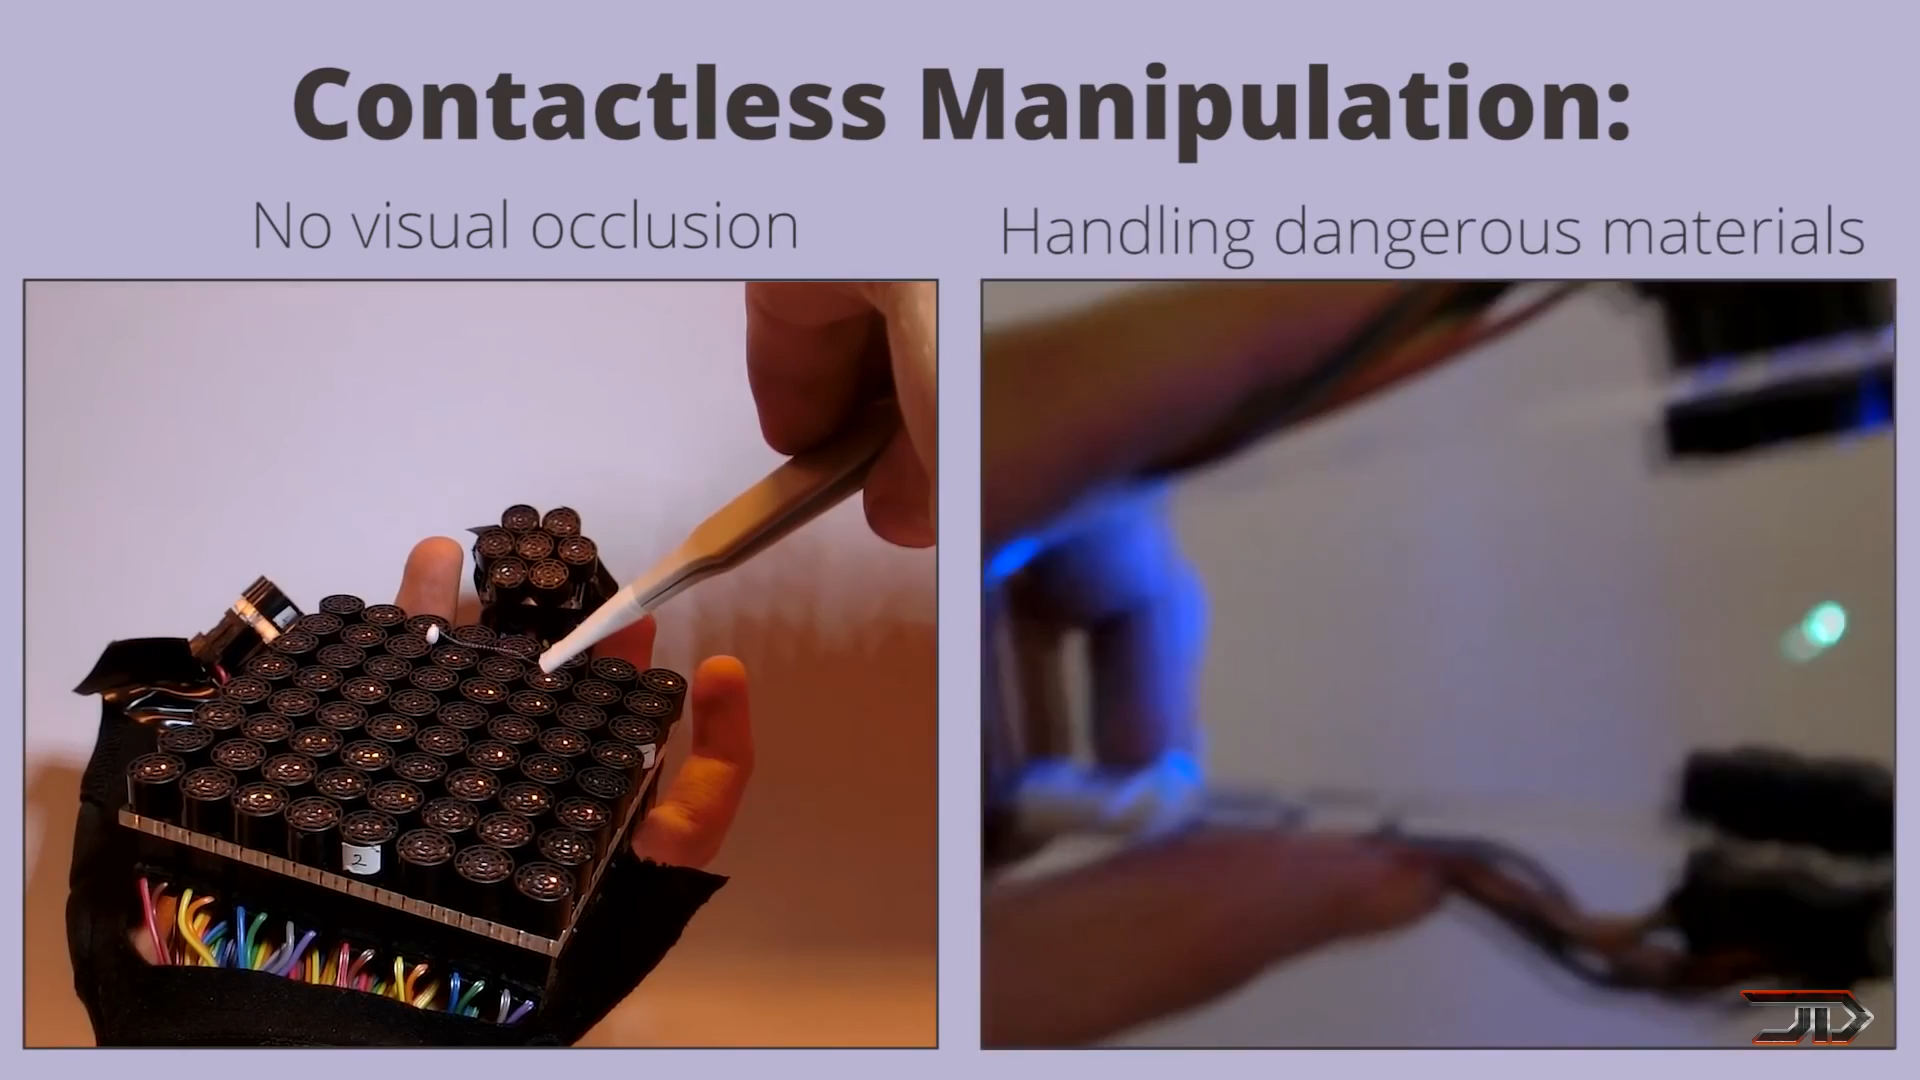 Contactless Manipulation:
No visual occlusion
Handling dangerous materials
2